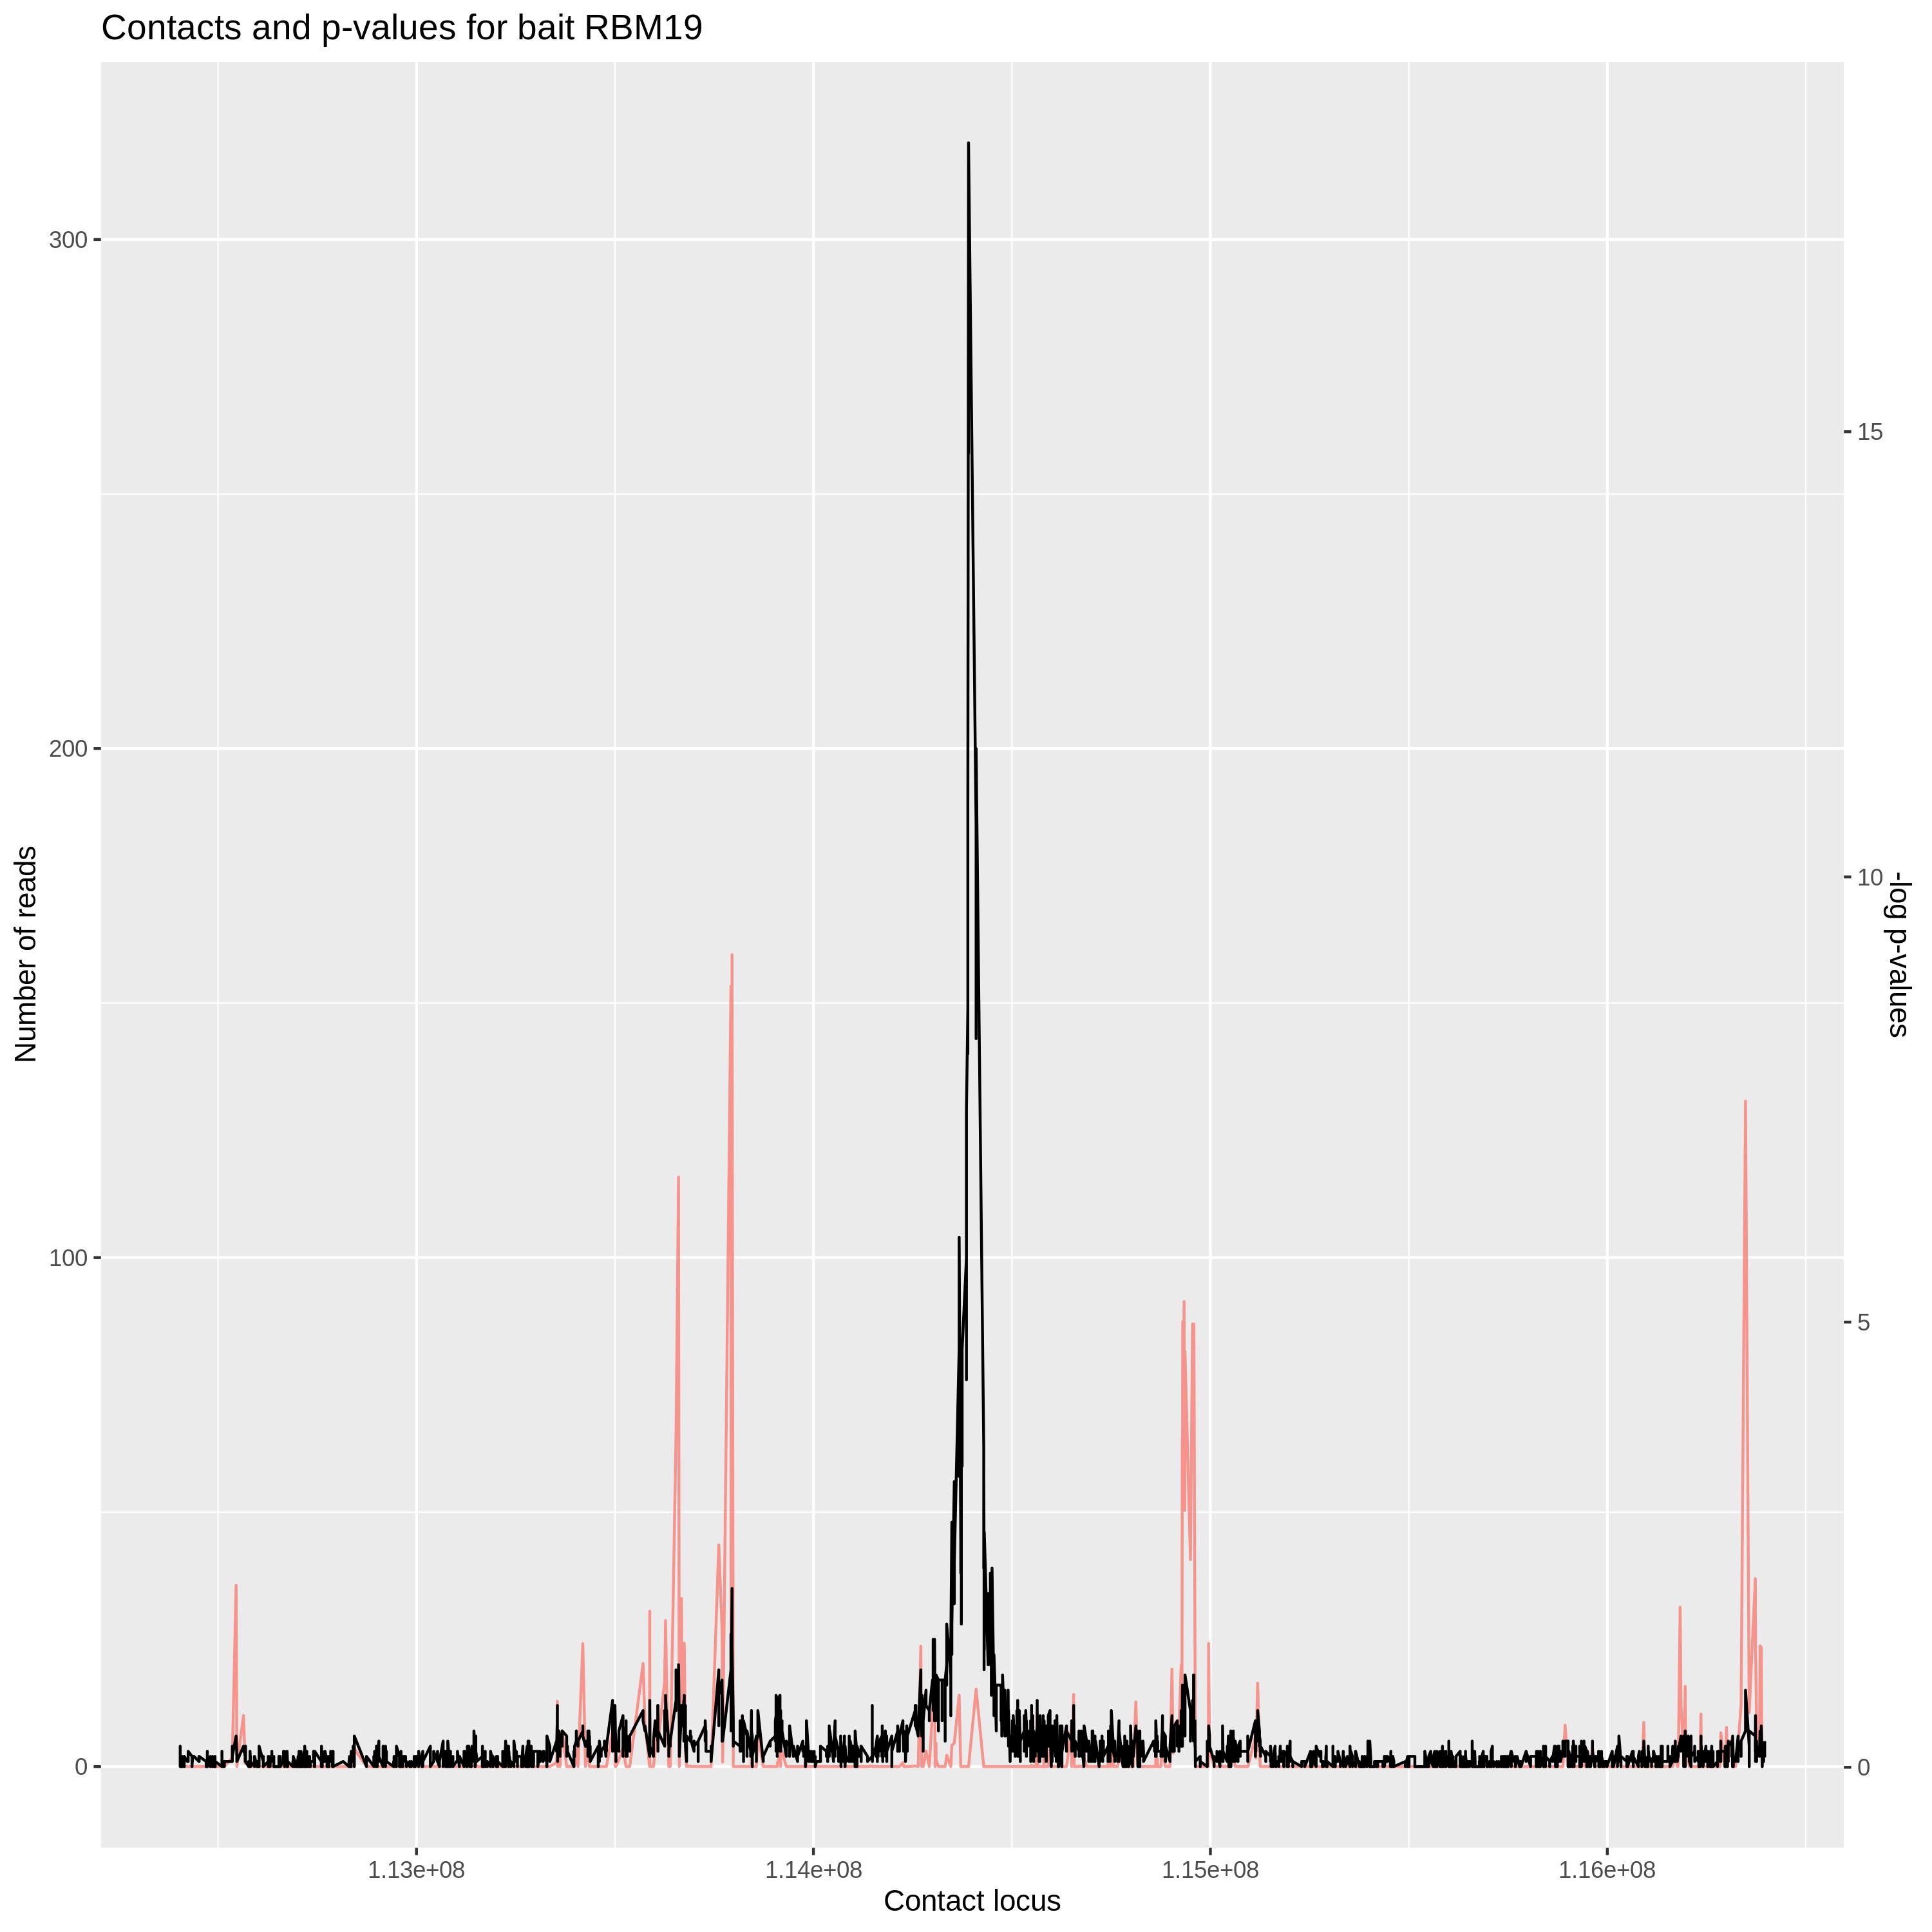 Contacts and p-values for bait RBM19
300
200
100
0
Number of reads
15
10
5
0
-log p-values
1.13e+08
1.14e+08
1.15e+08
1.16e+08
Contact locus